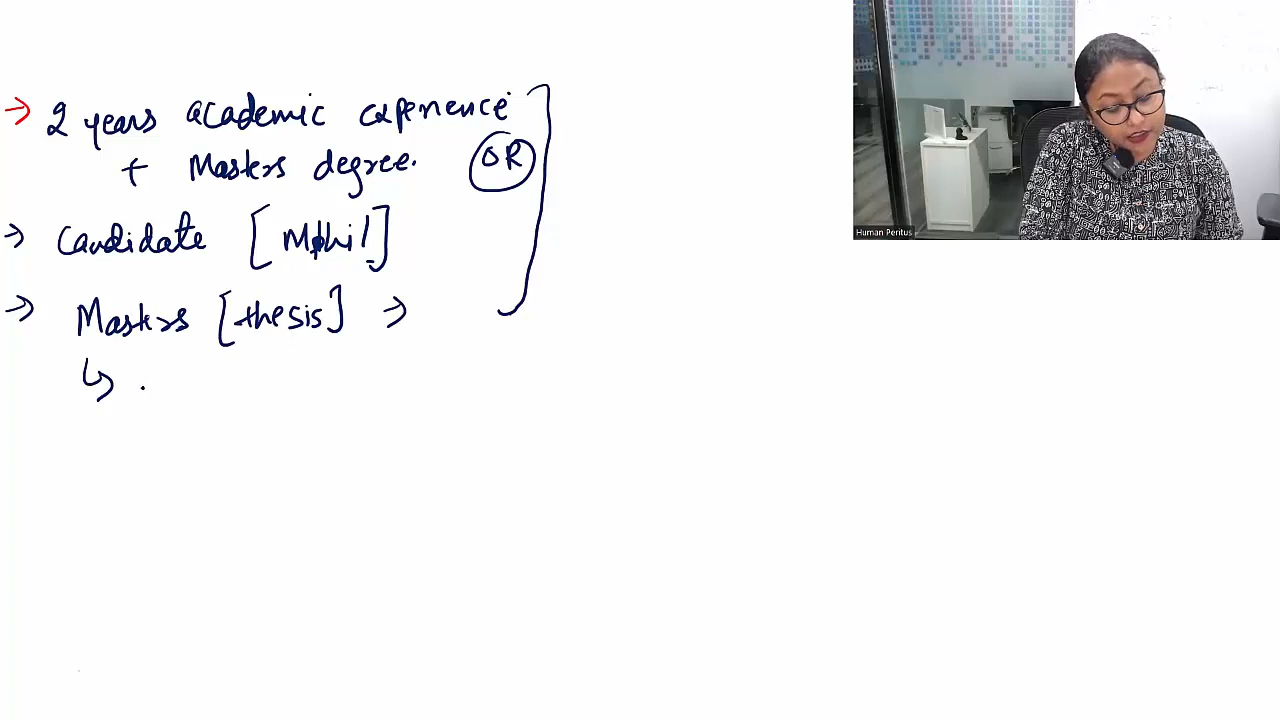 → 2 years academic experience
+ Masters degree. OR
→ Candidate [Mphil]
→ Masters [thesis] →
↳ .
Human Peritus